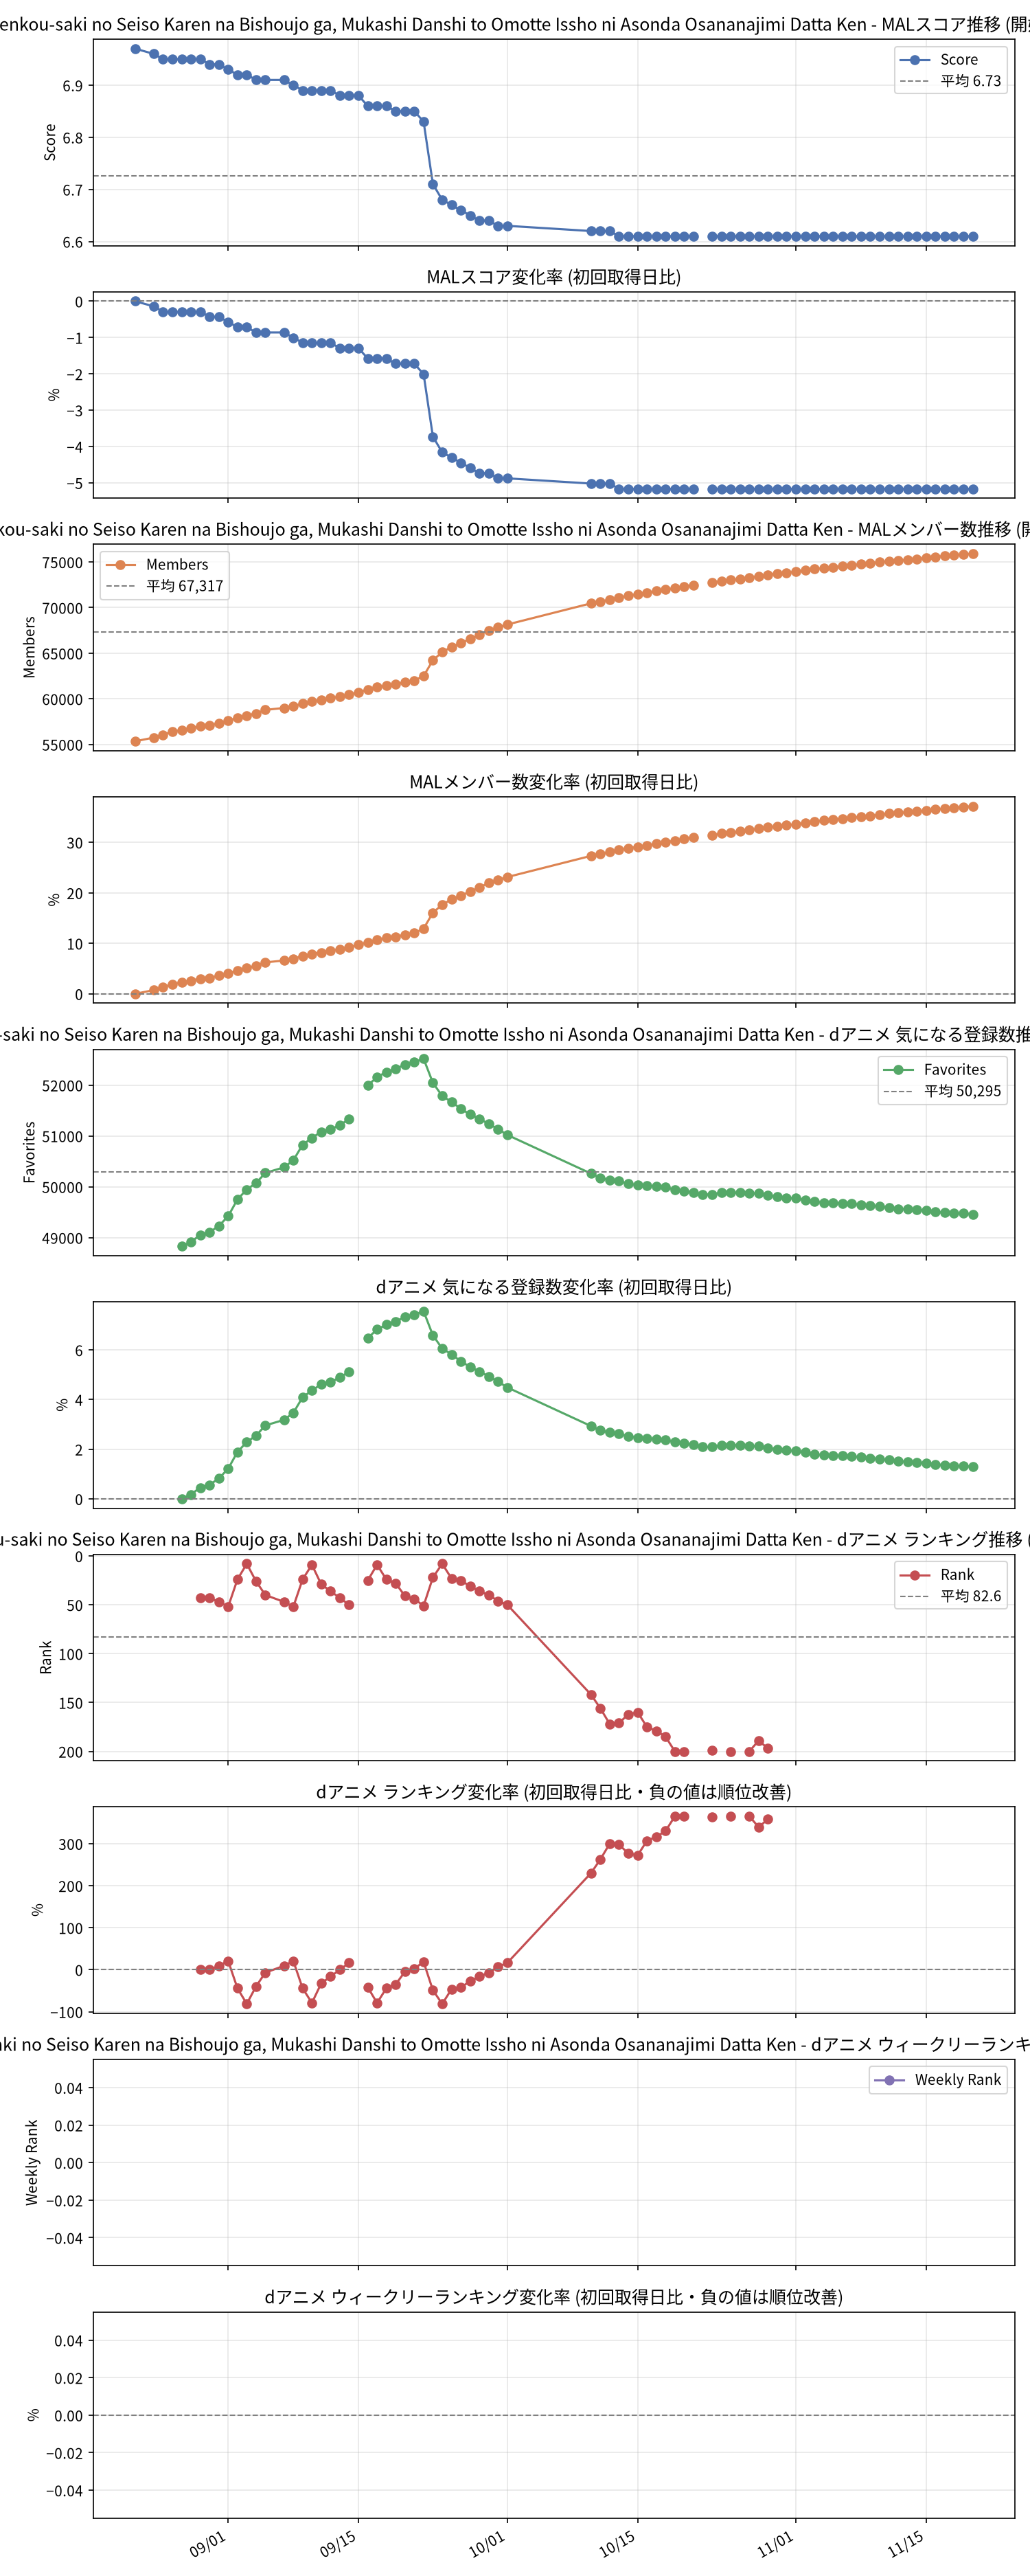 enkou-saki no Seiso Karen na Bishoujo ga, Mukashi Danshi to Omotte Issho ni Asonda Osananajimi Datta Ken - MALスコア推移 (開
Score
平均 6.73
Score
6.9
6.8
6.7
6.6
MALスコア変化率 (初回取得日比)
%
0
−1
−2
−3
−4
−5
kou-saki no Seiso Karen na Bishoujo ga, Mukashi Danshi to Omotte Issho ni Asonda Osananajimi Datta Ken - MALメンバー数推移 (開
Members
平均 67,317
Members
75000
70000
65000
60000
55000
MALメンバー数変化率 (初回取得日比)
%
30
20
10
0
-saki no Seiso Karen na Bishoujo ga, Mukashi Danshi to Omotte Issho ni Asonda Osananajimi Datta Ken - dアニメ 気になる登録数推
Favorites
平均 50,295
Favorites
52000
51000
50000
49000
dアニメ 気になる登録数変化率 (初回取得日比)
%
6
4
2
0
u-saki no Seiso Karen na Bishoujo ga, Mukashi Danshi to Omotte Issho ni Asonda Osananajimi Datta Ken - dアニメ ランキング推移 (
Rank
平均 82.6
Rank
0
50
100
150
200
dアニメ ランキング変化率 (初回取得日比・負の値は順位改善)
%
300
200
100
0
−100
aki no Seiso Karen na Bishoujo ga, Mukashi Danshi to Omotte Issho ni Asonda Osananajimi Datta Ken - dアニメ ウィークリーランキ
Weekly Rank
Weekly Rank
0.04
0.02
0.00
−0.02
−0.04
dアニメ ウィークリーランキング変化率 (初回取得日比・負の値は順位改善)
%
0.04
0.02
0.00
−0.02
−0.04
09/01
09/15
10/01
10/15
11/01
11/15